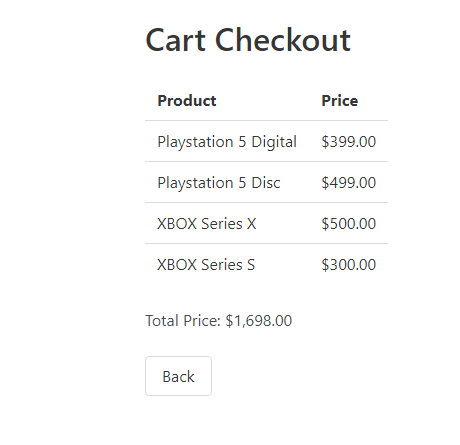 Cart Checkout
Product Price
Playstation 5 Digital $399.00
Playstation 5 Disc $499.00
XBOX Series X $500.00
XBOX Series S $300.00
Total Price: $1,698.00
Back